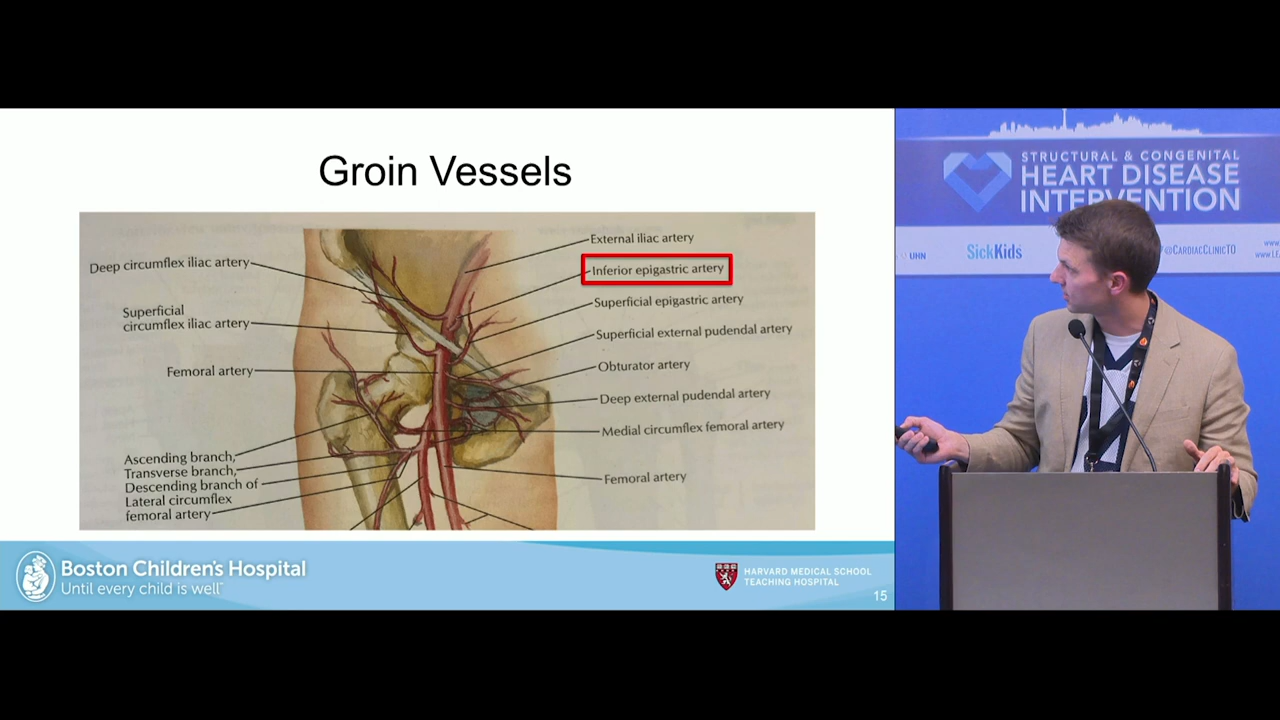 Groin Vessels
Deep circumflex iliac artery
Superficial
circumflex iliac artery
Femoral artery
Ascending branch,
Transverse branch,
Descending branch of
Lateral circumflex
femoral artery
External iliac artery
Inferior epigastric artery
Superficial epigastric artery
Superficial external pudendal artery
Obturator artery
Deep external pudendal artery
Medial circumflex femoral artery
Femoral artery
Boston Children's Hospital
Until every child is well™
HARVARD MEDICAL SCHOOL
TEACHING HOSPITAL
15
STRUCTURAL & CONGENITAL
HEART DISEASE
INTERVENTION
UHN
SickKids
@CARDIACCLINICTO